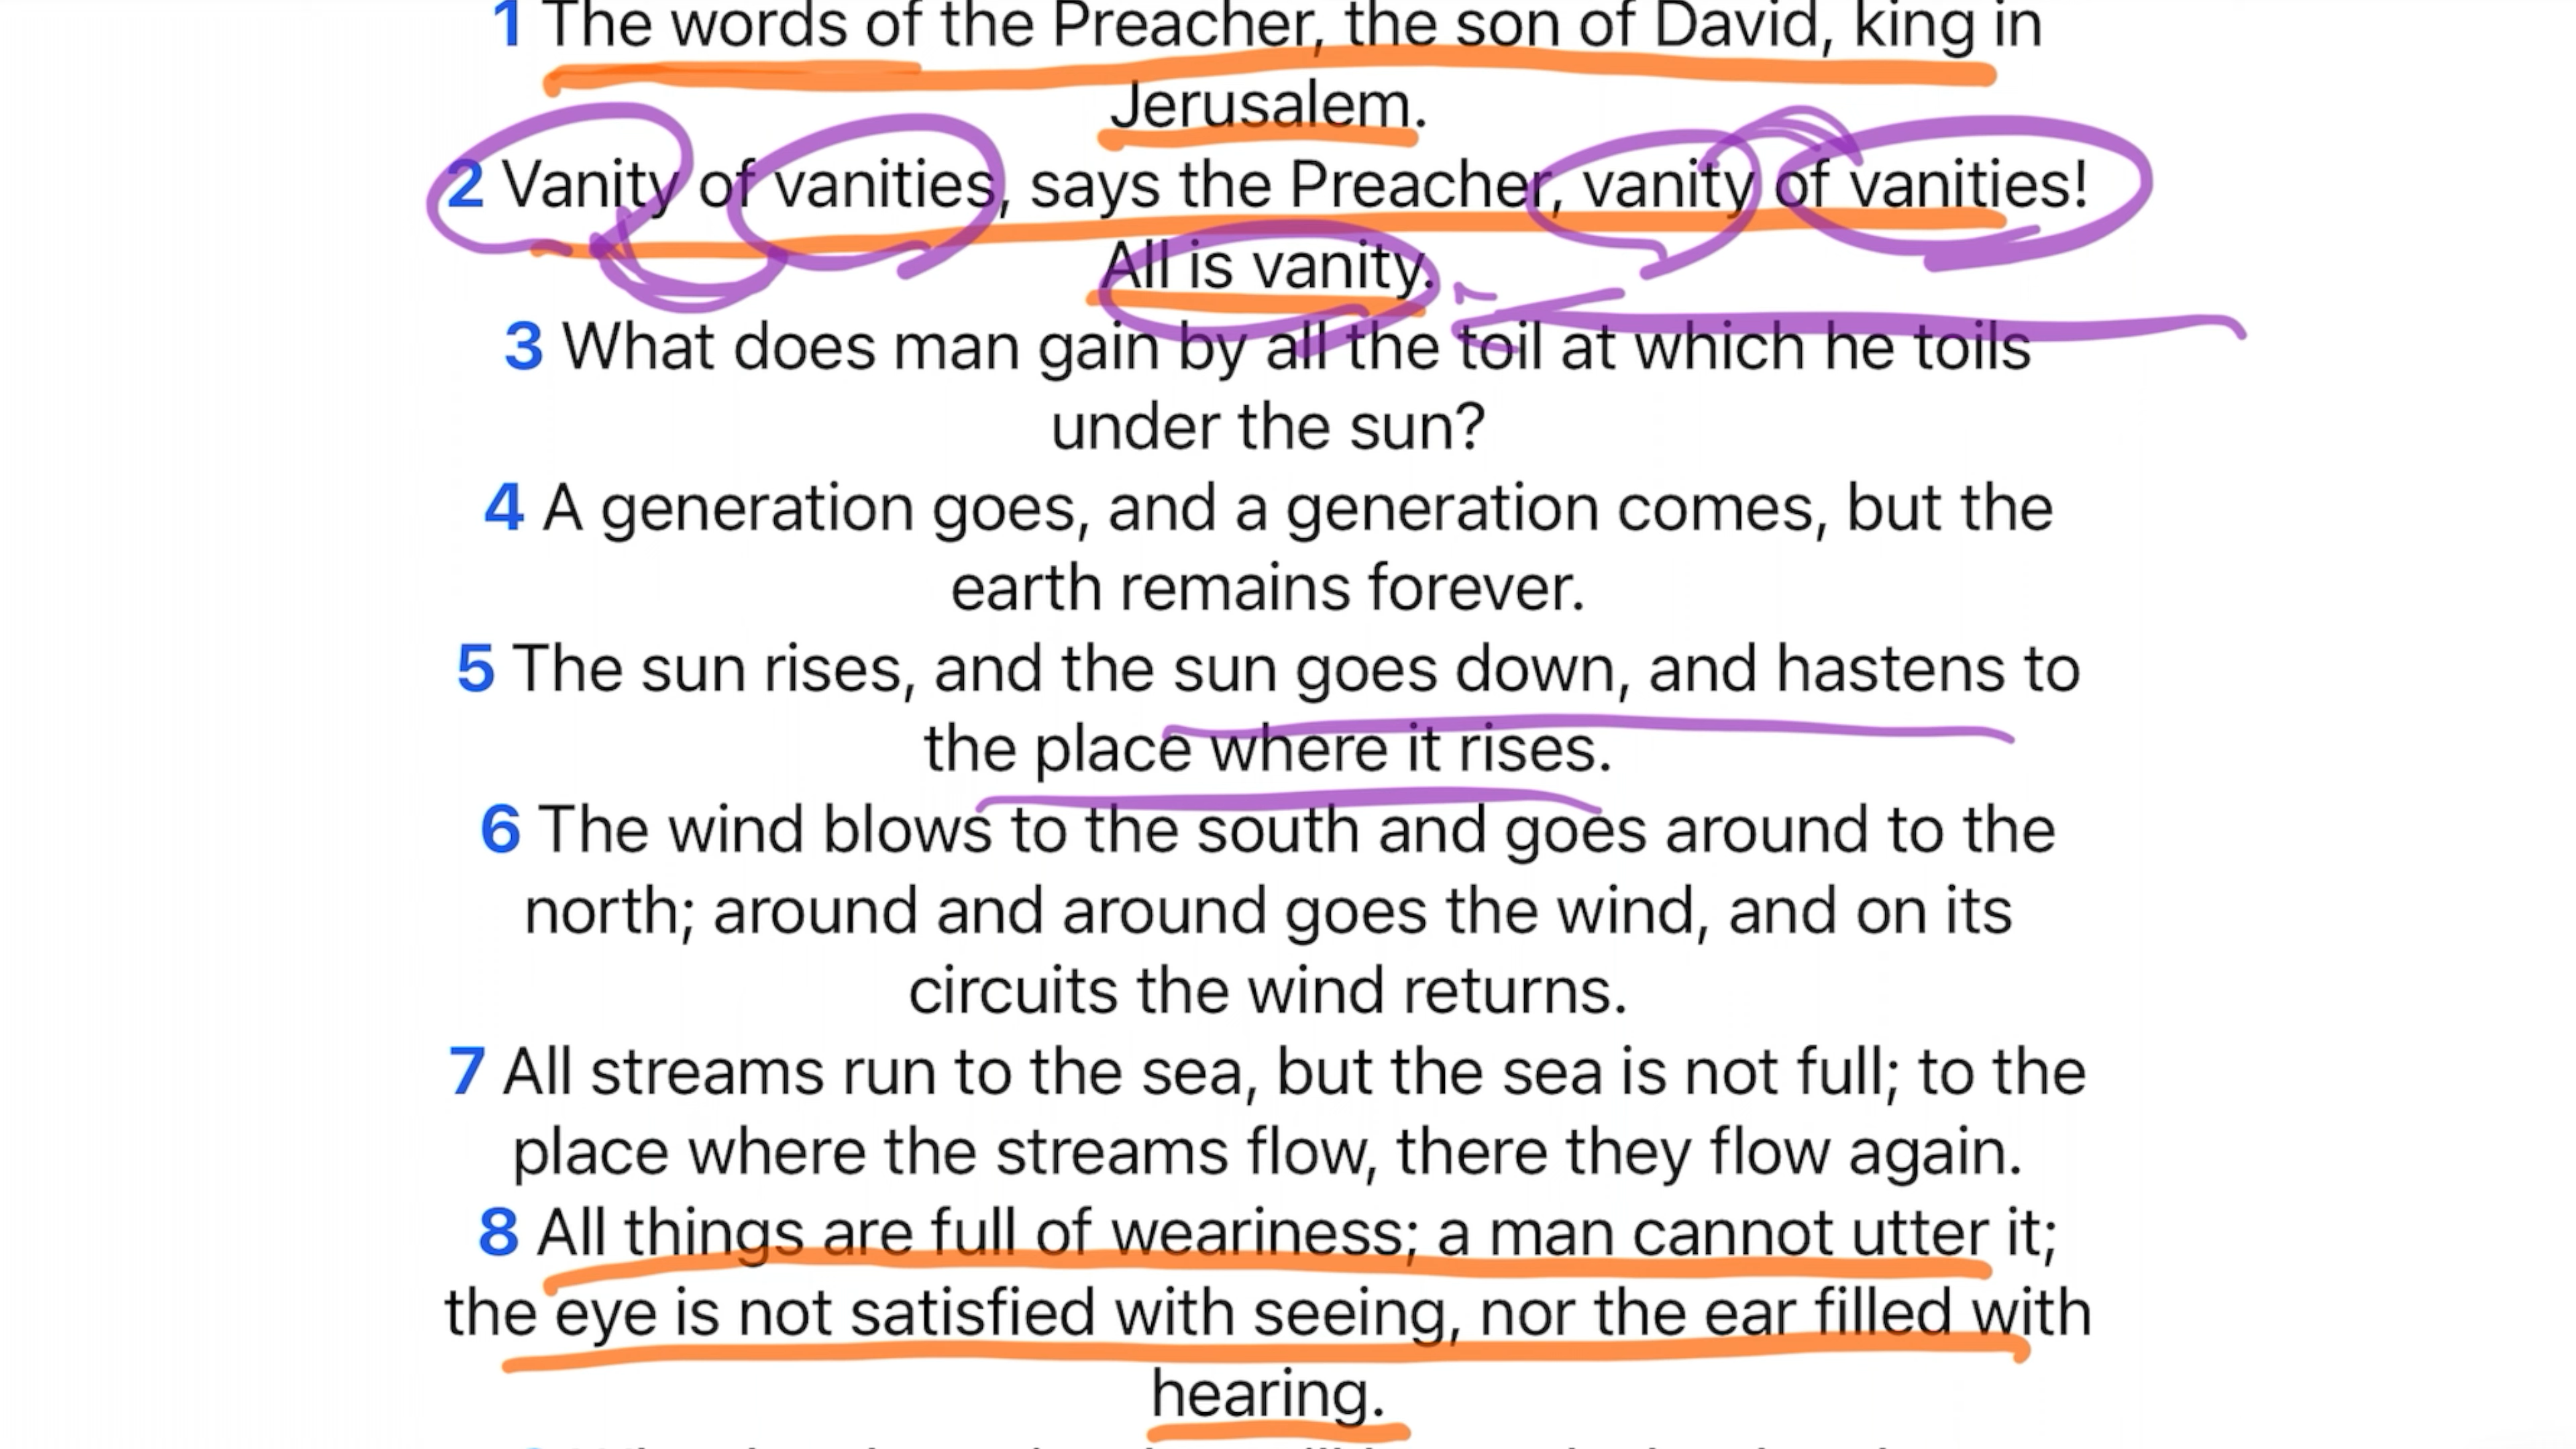 1 The words of the Preacher, the son of David, king in
Jerusalem.
2 Vanity of vanities, says the Preacher, vanity of vanities!
All is vanity.
3 What does man gain by all the toil at which he toils
under the sun?
4 A generation goes, and a generation comes, but the
earth remains forever.
5 The sun rises, and the sun goes down, and hastens to
the place where it rises.
6 The wind blows to the south and goes around to the
north; around and around goes the wind, and on its
circuits the wind returns.
7 All streams run to the sea, but the sea is not full; to the
place where the streams flow, there they flow again.
8 All things are full of weariness; a man cannot utter it;
the eye is not satisfied with seeing, nor the ear filled with
hearing.